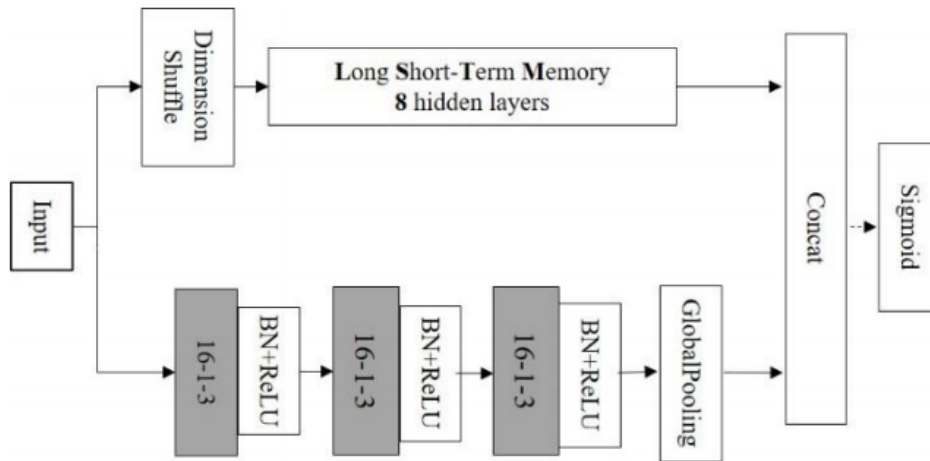 Input
Dimension
Shuffle
Long Short-Term Memory
8 hidden layers
16-1-3
BN+ReLU
16-1-3
BN+ReLU
16-1-3
BN+ReLU
GlobalPooling
Concat
Sigmoid